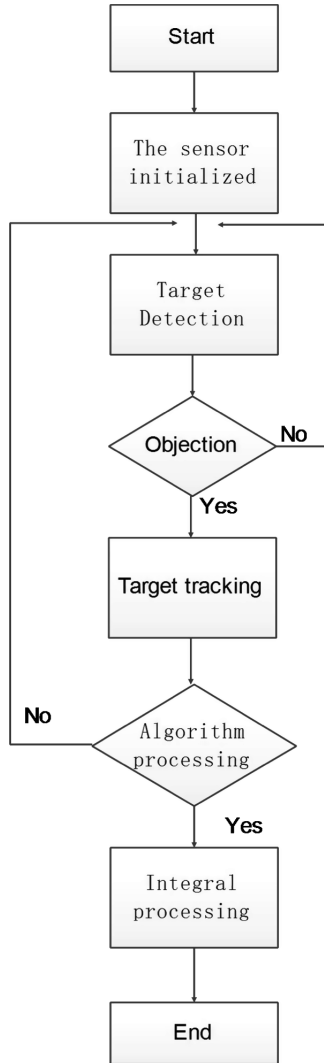 Start
The sensor
initialized
Target
Detection
Objection
No
Yes
Target tracking
No
Algorithm
processing
Yes
Integral
processing
End